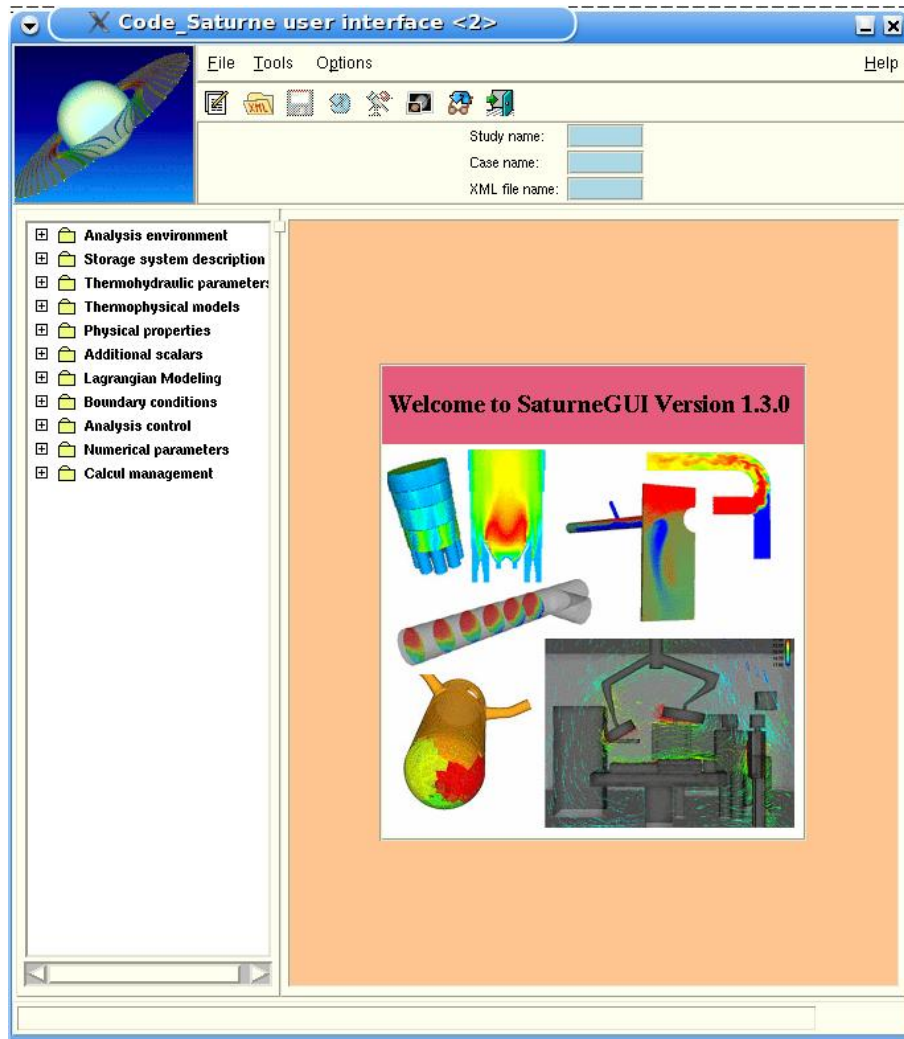 Code_Saturne user interface <2>
File Tools Options Help
XML
Study name:
Case name:
XML file name:
Analysis environment
Storage system description
Thermohydraulic parameters
Thermophysical models
Physical properties
Additional scalars
Lagrangian Modeling
Boundary conditions
Analysis control
Numerical parameters
Calcul management
Welcome to SaturneGUI Version 1.3.0